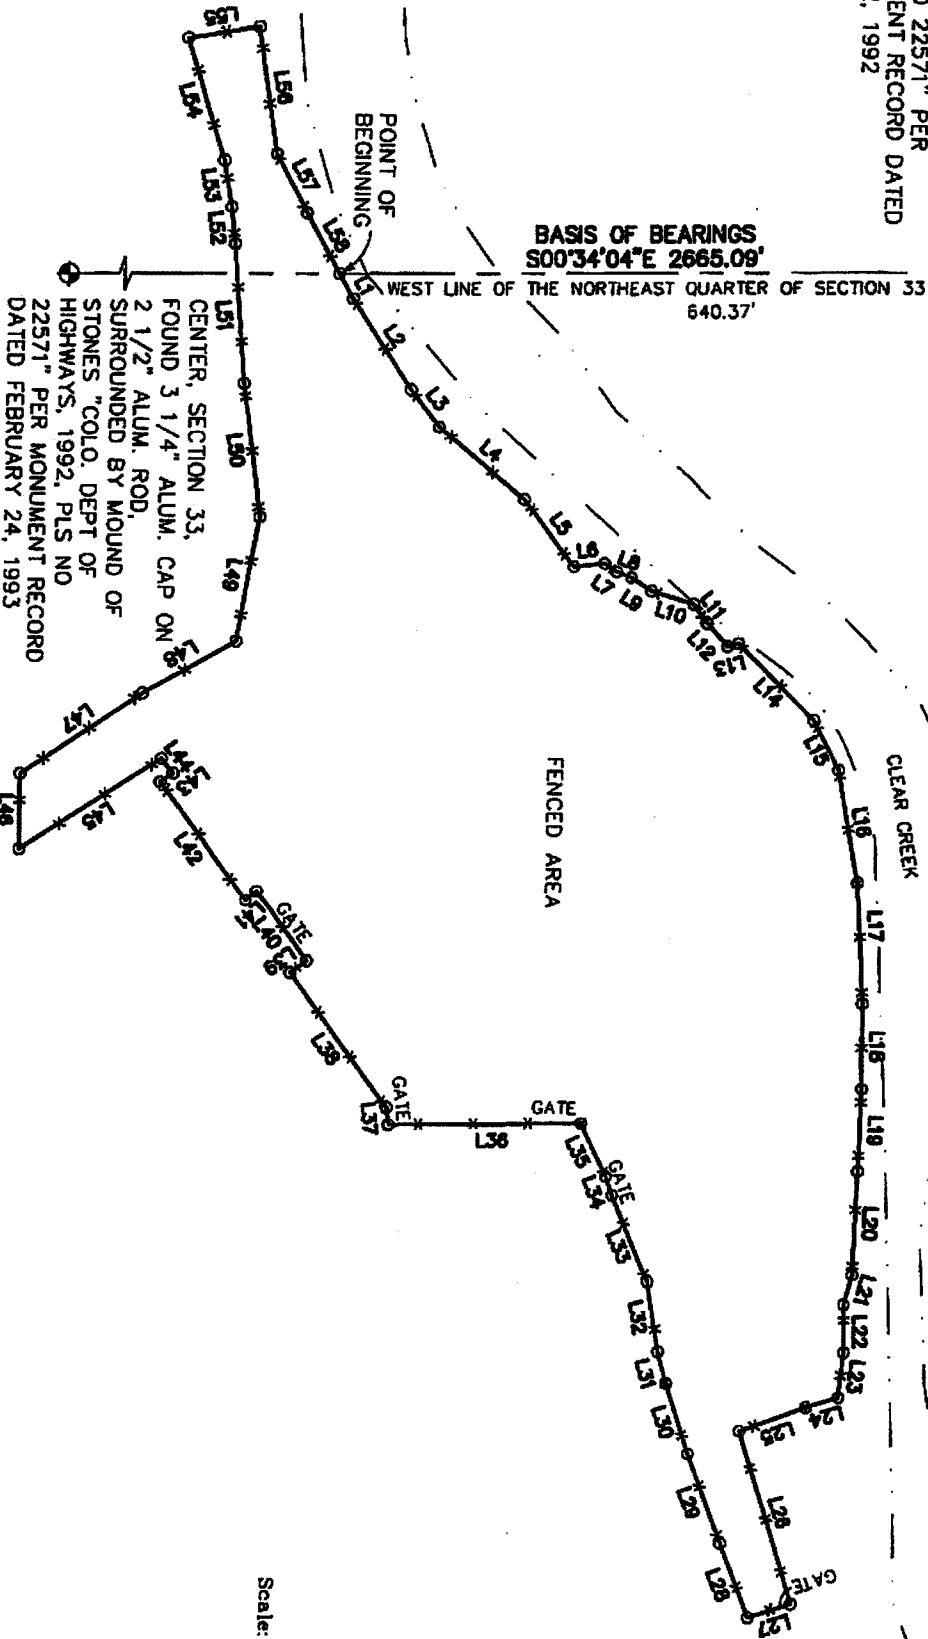 22571" PER
ENT RECORD DATED
, 1992
BASIS OF BEARINGS
S00°34'04"E 2665.09'
WEST LINE OF THE NORTHEAST QUARTER OF SECTION 33
640.37'
POINT OF
BEGINNING
CLEAR CREEK
FENCED AREA
CENTER, SECTION 33,
FOUND 3 1/4" ALUM. CAP ON
2 1/2" ALUM. ROD,
SURROUNDED BY MOUND OF
STONES "COLO. DEPT OF
HIGHWAYS, 1992, PLS NO
22571" PER MONUMENT RECORD
DATED FEBRUARY 24, 1993
L1
L2
L3
L4
L5
L6
L7
L8
L9
L10
L11
L12
L13
L14
L15
L16
L17
L18
L19
L20
L21
L22
L23
L24
L25
L26
GATE
L27
L28
L29
L30
L31
L32
L33
GATE
L34
L35
GATE
L36
GATE
L37
L38
L39
GATE
L40
L41
L42
L43
L44
L45
L46
L47
L48
L49
L50
L51
L52
L53
L54
L55
L56
L57
L58
Scale: